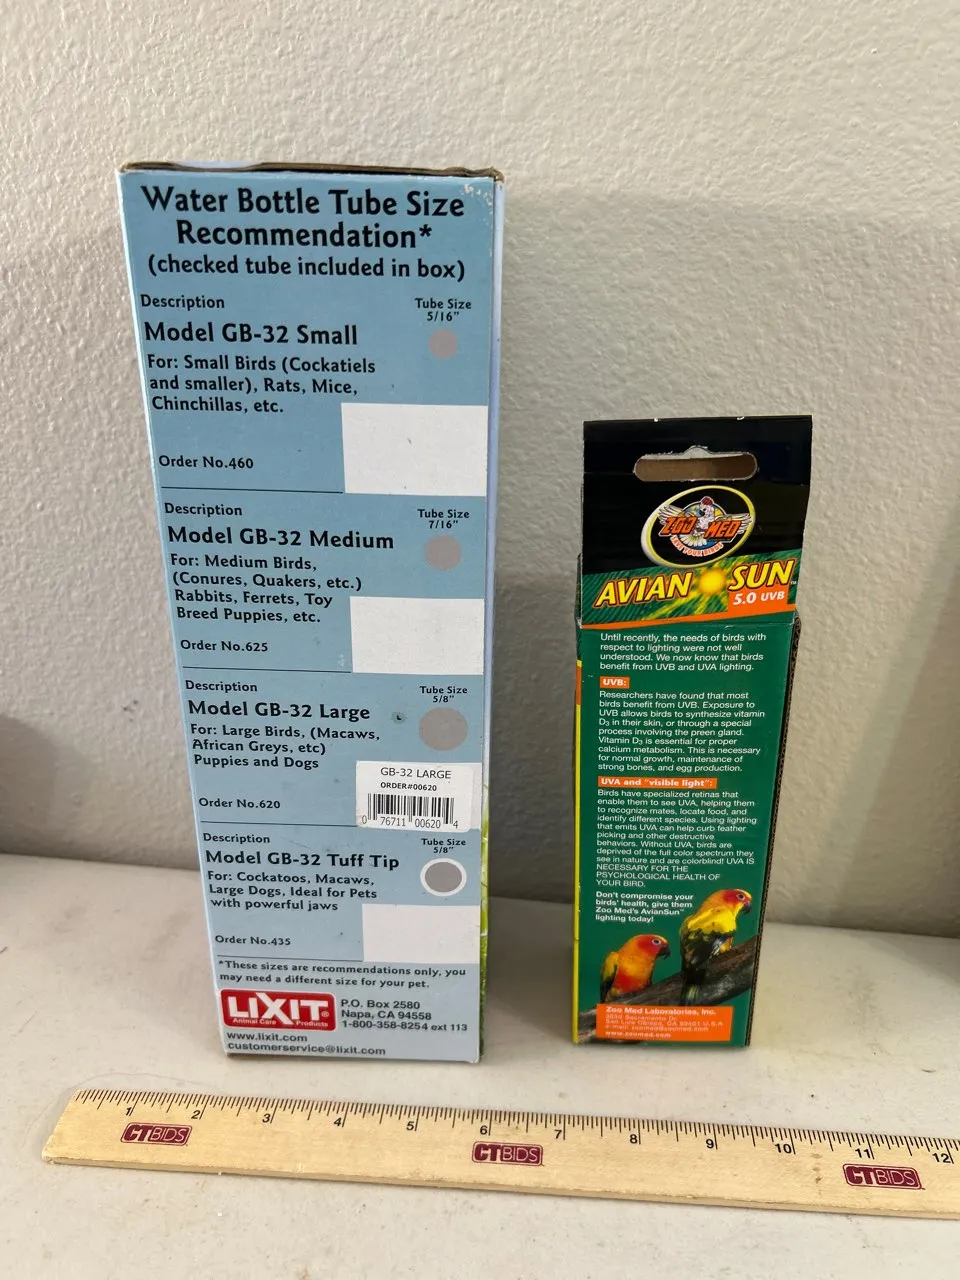 Water Bottle Tube Size
Recommendation*
(checked tube included in box)
Description
Tube Size
5/16"
Model GB-32 Small
For: Small Birds (Cockatiels
and smaller), Rats, Mice,
Chinchillas, etc.
Order No.460
Description
Tube Size
7/16"
Model GB-32 Medium
For: Medium Birds,
(Conures, Quakers, etc.)
Rabbits, Ferrets, Toy
Breed Puppies, etc.
Order No.625
Description
Tube Size
5/8"
Model GB-32 Large
For: Large Birds, (Macaws,
African Greys, etc)
Puppies and Dogs
GB-32 LARGE
ORDER#00620
Order No.620
0 76711 00620 4
Description
Tube Size
5/8"
Model GB-32 Tuff Tip
For: Cockatoos, Macaws,
Large Dogs, Ideal for Pets
with powerful jaws
Order No.435
*These sizes are recommendations only, you
may need a different size for your pet.
LIXIT®
Animal Care Products
P.O. Box 2580
Napa, CA 94558
1-800-358-8254 ext 113
www.lixit.com
customerservice@lixit.com
ZOO MED
AVIAN SUN™
5.0 UVB
Until recently, the needs of birds with
respect to lighting were not well
understood. We now know that birds
benefit from UVB and UVA lighting.
UVB:
Researchers have found that most
birds benefit from UVB. Exposure to
UVB allows birds to synthesize vitamin
D3 in their skin, or through a special
process involving the preen gland.
Vitamin D3 is essential for proper
calcium metabolism. This is necessary
for normal growth, maintenance of
strong bones, and egg production.
UVA and "visible light":
Birds have specialized retinas that
enable them to see UVA, helping them
to recognize mates, locate food, and
identify different species. Using lighting
that emits UVA can help curb feather
picking and other destructive
behaviors. Without UVA, birds are
deprived of the full color spectrum they
see in nature and are colorblind! UVA IS
NECESSARY FOR THE
PSYCHOLOGICAL HEALTH OF
YOUR BIRD.
Don't compromise your
birds' health, give them
Zoo Med's AvianSun™
lighting today!
Zoo Med Laboratories, Inc.
3650 Sacramento Dr.
San Luis Obispo, CA 93401 U.S.A
e-mail: zoomed@zoomed.com
www.zoomed.com
1 2 3 4 5 6 7 8 9 10 11 12
CTBIDS
CTBIDS
CTBIDS